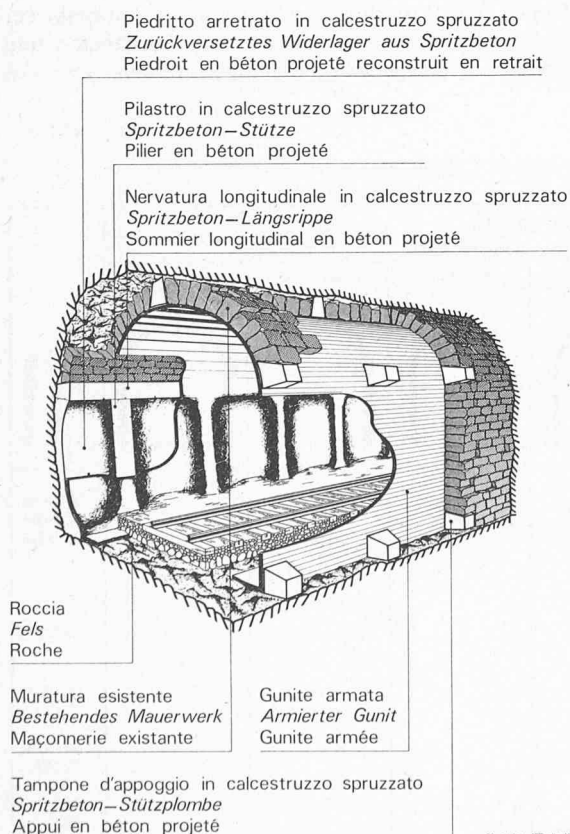 Piedritto arretrato in calcestruzzo spruzzato
Zurückversetztes Widerlager aus Spritzbeton
Piedroit en béton projeté reconstruit en retrait
Pilastro in calcestruzzo spruzzato
Spritzbeton–Stütze
Pilier en béton projeté
Nervatura longitudinale in calcestruzzo spruzzato
Spritzbeton–Längsrippe
Sommier longitudinal en béton projeté
Roccia
Fels
Roche
Muratura esistente
Bestehendes Mauerwerk
Maçonnerie existante
Gunite armata
Armierter Gunit
Gunite armée
Tampone d'appoggio in calcestruzzo spruzzato
Spritzbeton–Stützplombe
Appui en béton projeté